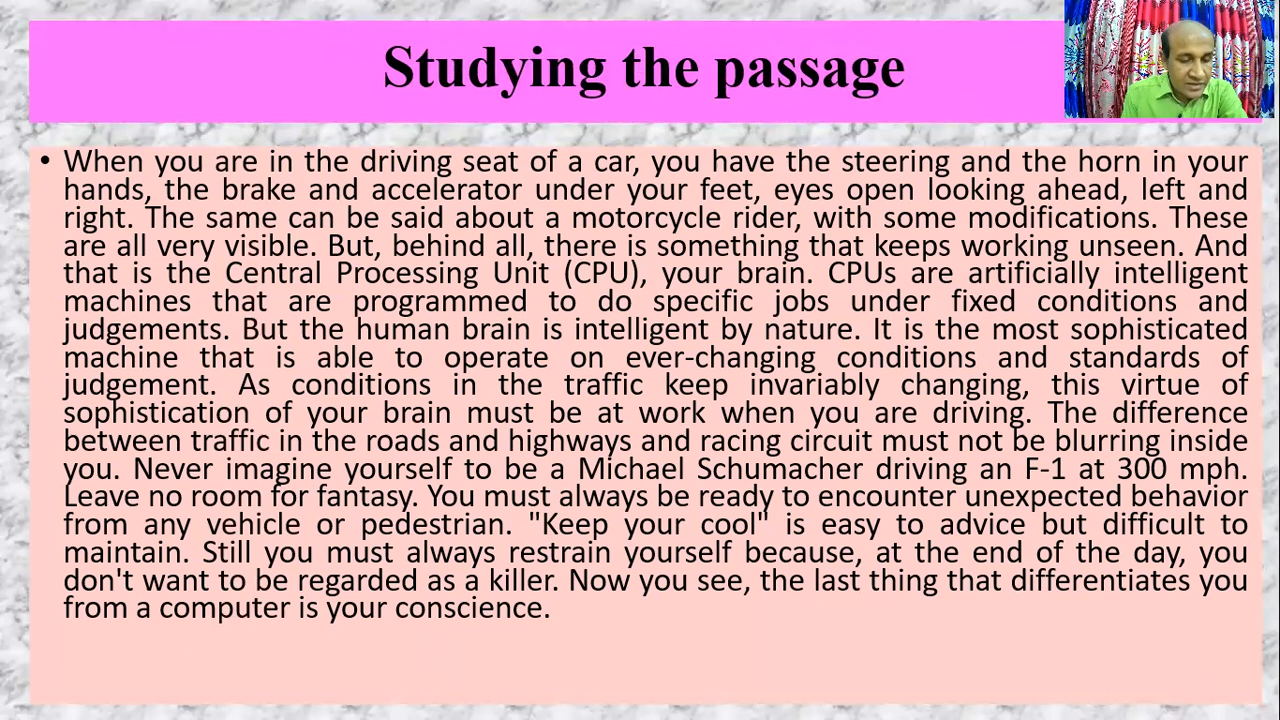 Studying the passage
• When you are in the driving seat of a car, you have the steering and the horn in your
hands, the brake and accelerator under your feet, eyes open looking ahead, left and
right. The same can be said about a motorcycle rider, with some modifications. These
are all very visible. But, behind all, there is something that keeps working unseen. And
that is the Central Processing Unit (CPU), your brain. CPUs are artificially intelligent
machines that are programmed to do specific jobs under fixed conditions and
judgements. But the human brain is intelligent by nature. It is the most sophisticated
machine that is able to operate on ever-changing conditions and standards of
judgement. As conditions in the traffic keep invariably changing, this virtue of
sophistication of your brain must be at work when you are driving. The difference
between traffic in the roads and highways and racing circuit must not be blurring inside
you. Never imagine yourself to be a Michael Schumacher driving an F-1 at 300 mph.
Leave no room for fantasy. You must always be ready to encounter unexpected behavior
from any vehicle or pedestrian. "Keep your cool" is easy to advice but difficult to
maintain. Still you must always restrain yourself because, at the end of the day, you
don't want to be regarded as a killer. Now you see, the last thing that differentiates you
from a computer is your conscience.